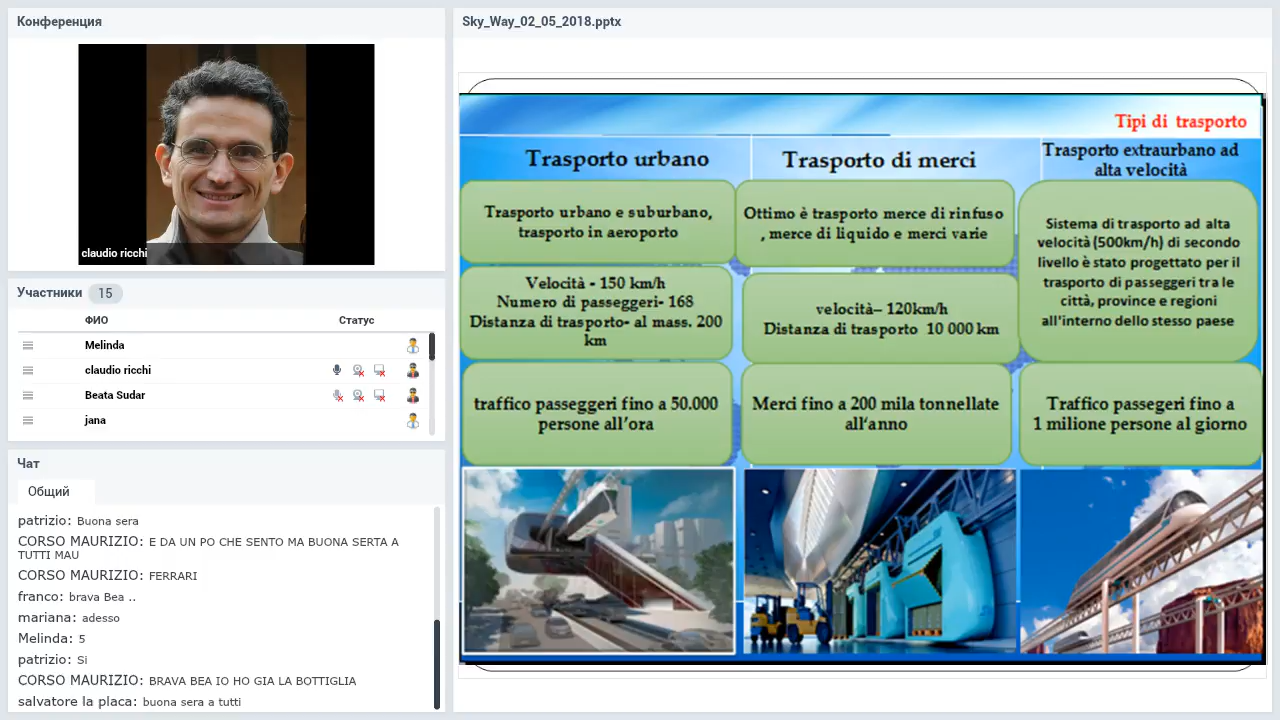 Конференция
claudio ricchi
Участники 15
ФИО Статус
Melinda
claudio ricchi
Beata Sudar
jana
Чат
Общий
patrizio: Buona sera
CORSO MAURIZIO: E DA UN PO CHE SENTO MA BUONA SERTA A
TUTTI MAU
CORSO MAURIZIO: FERRARI
franco: brava Bea ..
mariana: adesso
Melinda: 5
patrizio: Si
CORSO MAURIZIO: BRAVA BEA IO HO GIA LA BOTTIGLIA
salvatore la placa: buona sera a tutti
Sky_Way_02_05_2018.pptx
Tipi di trasporto
Trasporto urbano
Trasporto urbano e suburbano,
trasporto in aeroporto
Velocità - 150 km/h
Numero di passeggeri- 168
Distanza di trasporto- al mass. 200
km
traffico passeggeri fino a 50.000
persone all'ora
Trasporto di merci
Ottimo è trasporto merce di rinfuso
, merce di liquido e merci varie
velocità– 120km/h
Distanza di trasporto 10 000 km
Merci fino a 200 mila tonnellate
all'anno
Trasporto extraurbano ad
alta velocità
Sistema di trasporto ad alta
velocità (500km/h) di secondo
livello è stato progettato per il
trasporto di passeggeri tra le
città, province e regioni
all'interno dello stesso paese
Traffico passegeri fino a
1 milione persone al giorno